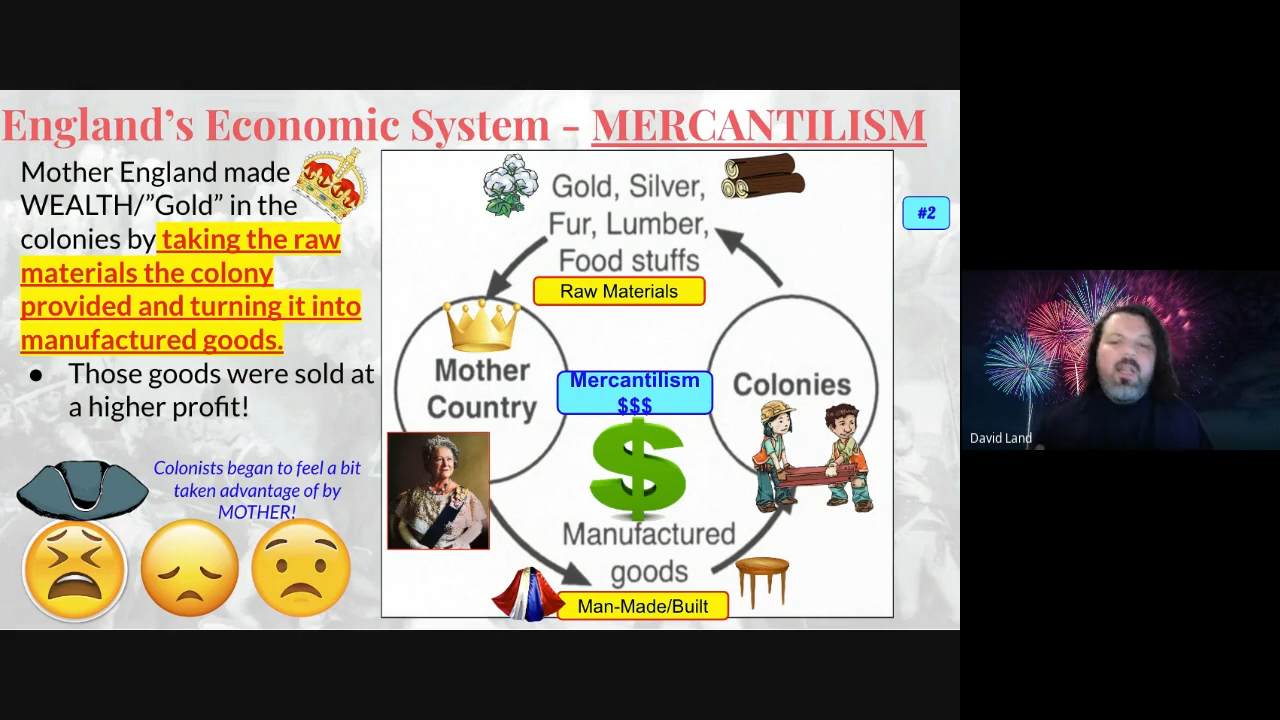 England's Economic System - MERCANTILISM
Mother England made
WEALTH/”Gold” in the
colonies by taking the raw
materials the colony
provided and turning it into
manufactured goods.
● Those goods were sold at
a higher profit!
Colonists began to feel a bit
taken advantage of by
MOTHER!
Gold, Silver,
Fur, Lumber,
Food stuffs
Raw Materials
Mother
Country
Mercantilism
$$$
Colonies
$
Manufactured
goods
Man-Made/Built
#2
David Land